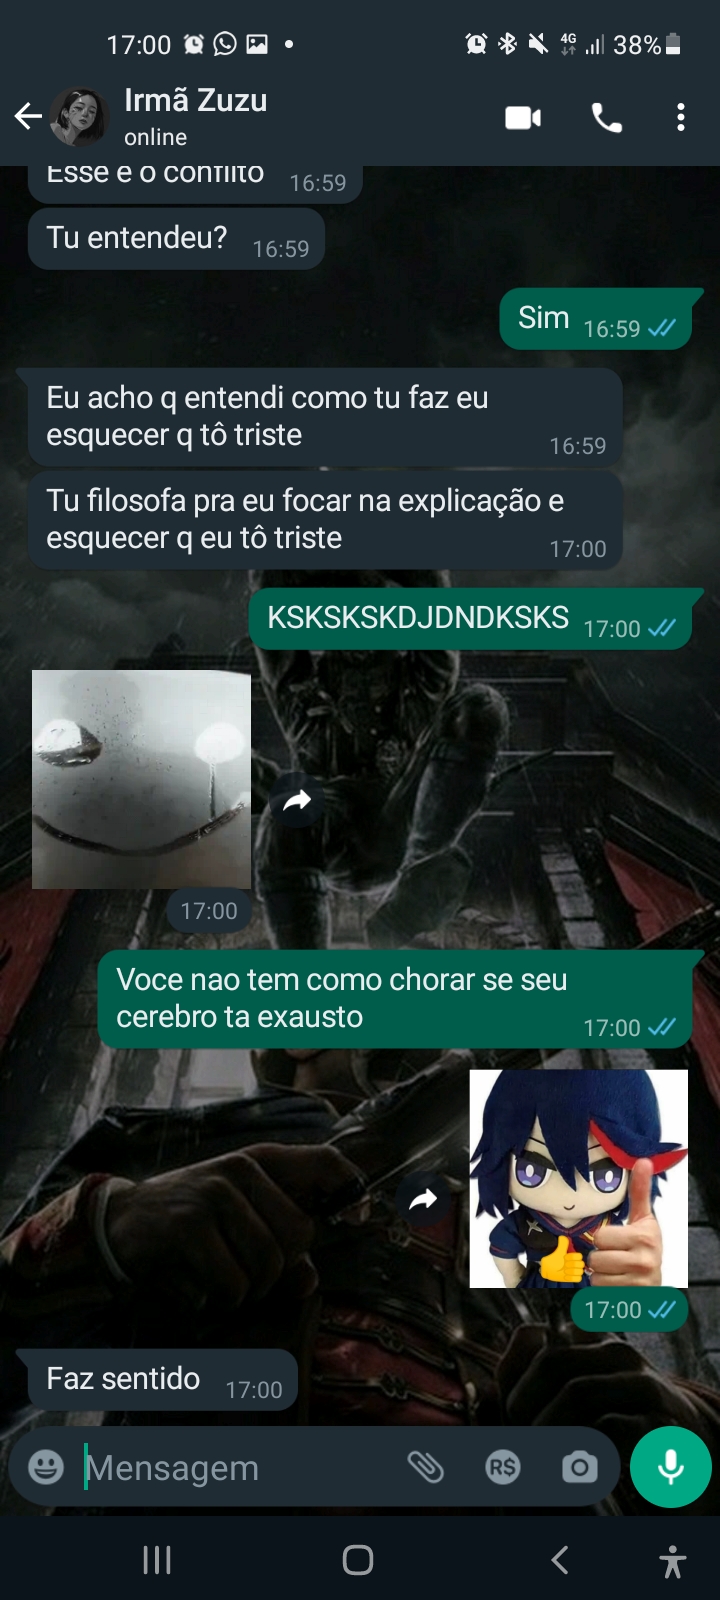 17:00
4G
38%
Irmã Zuzu
online
Esse é o conflito 16:59
Tu entendeu? 16:59
Sim 16:59
Eu acho q entendi como tu faz eu
esquecer q tô triste 16:59
Tu filosofa pra eu focar na explicação e
esquecer q eu tô triste 17:00
KSKSKSKDJDNDKSKS 17:00
17:00
Voce nao tem como chorar se seu
cerebro ta exausto 17:00
17:00
Faz sentido 17:00
Mensagem
R$